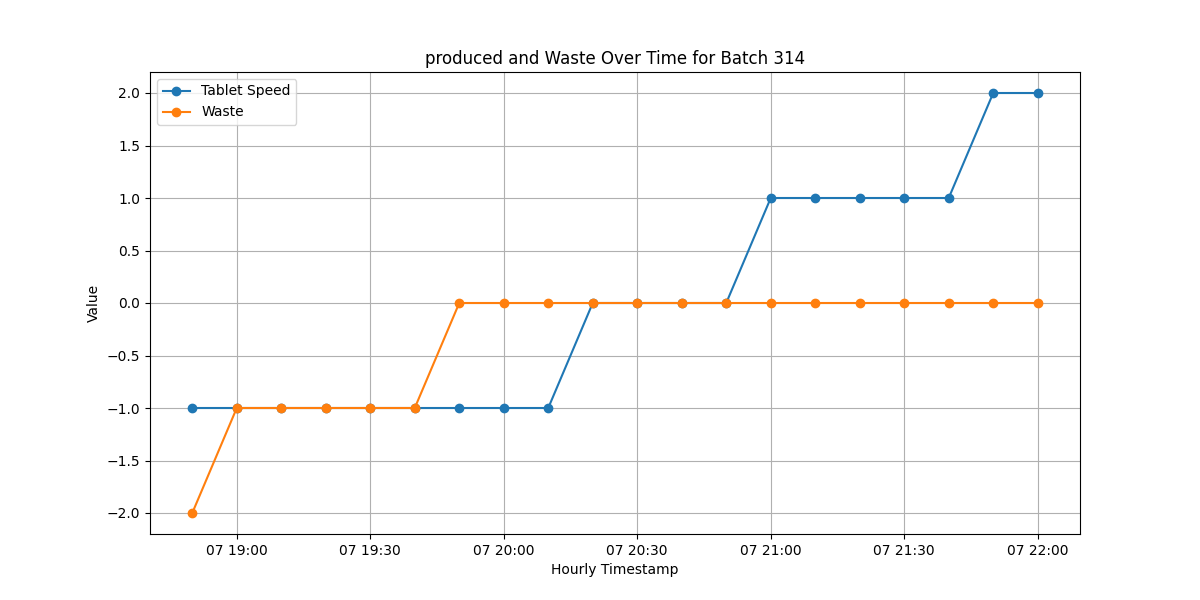 produced and Waste Over Time for Batch 314
Tablet Speed
Waste
2.0
1.5
1.0
0.5
0.0
−0.5
−1.0
−1.5
−2.0
Value
07 19:00 07 19:30 07 20:00 07 20:30 07 21:00 07 21:30 07 22:00
Hourly Timestamp